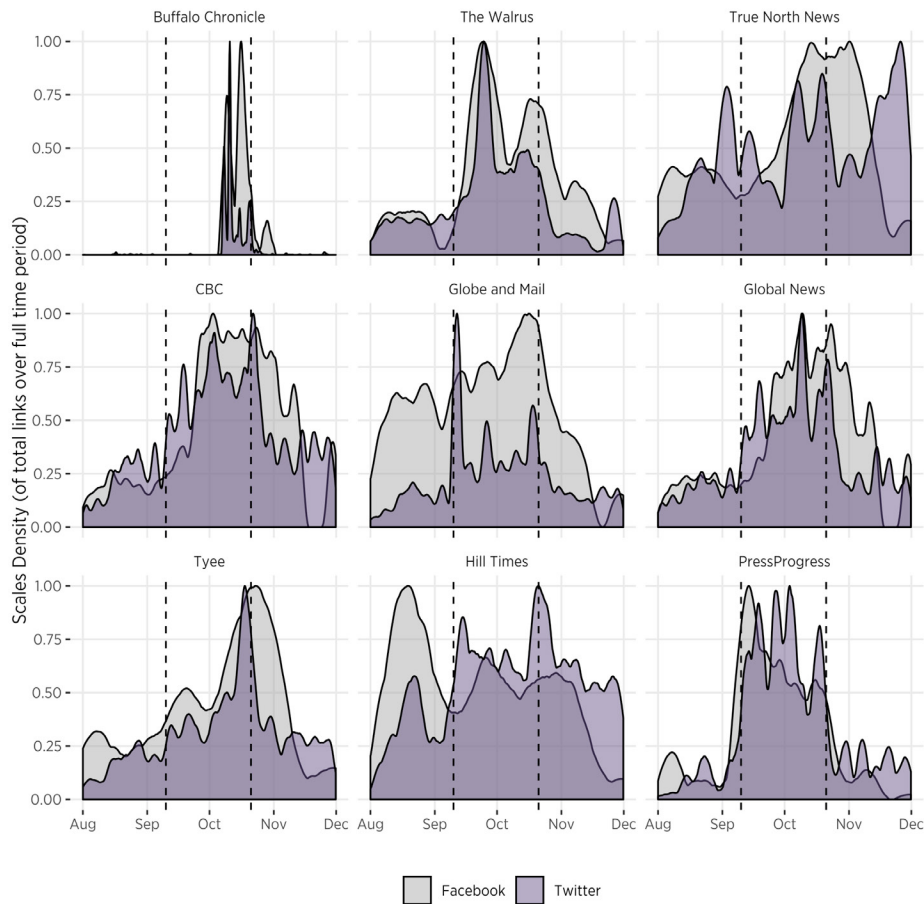 Buffalo Chronicle
The Walrus
True North News
1.00
0.75
0.50
0.25
0.00
CBC
Globe and Mail
Global News
1.00
0.75
0.50
0.25
0.00
Tyee
Hill Times
PressProgress
1.00
0.75
0.50
0.25
0.00
Scales Density (of total links over full time period)
Aug Sep Oct Nov Dec
Aug Sep Oct Nov Dec
Aug Sep Oct Nov Dec
Facebook Twitter